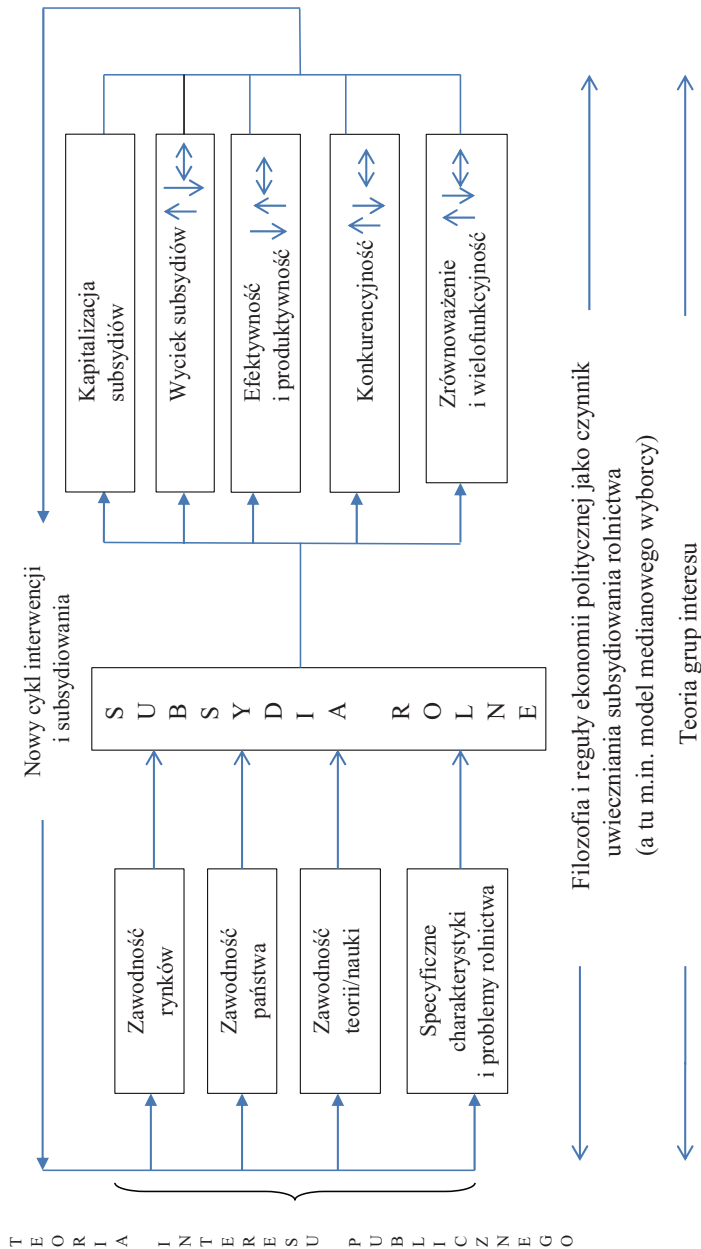 TEORIA INTERESU PUBLICZNEGO
Nowy cykl interwencji
i subsydiowania
Zawodność
rynków
Zawodność
państwa
Zawodność
teorii/nauki
Specyficzne
charakterystyki
i problemy rolnictwa
SUBSYDIA ROLNE
Kapitalizacja
subsydiów
Wyciek subsydiów
Efektywność
i produktywność
Konkurencyjność
Zrównoważenie
i wielofunkcyjność
Filozofia i reguły ekonomii politycznej jako czynnik
uwieczniania subsydiowania rolnictwa
(a tu m.in. model medianowego wyborcy)
Teoria grup interesu